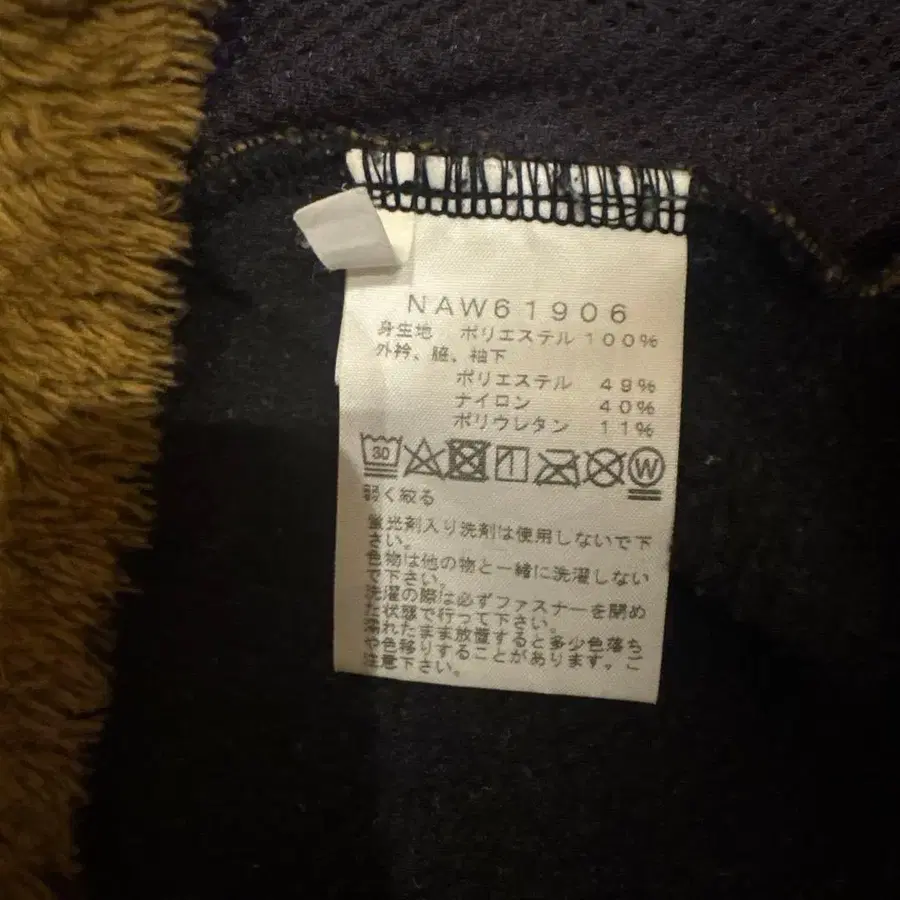 NAW61906
身生地 ポリエステル 100%
外衿、脇、袖下
ポリエステル 49%
ナイロン 40%
ポリウレタン 11%
30 W
軽く絞る
蛍光剤入り洗剤は使用しないで下
さい。
色物は他の物と一緒に洗濯しない
で下さい。
洗濯の際は必ずファスナーを閉め
た状態で行って下さい。
濡れたまま放置すると多少色落ち
や色移りすることがあります。ご
注意下さい。